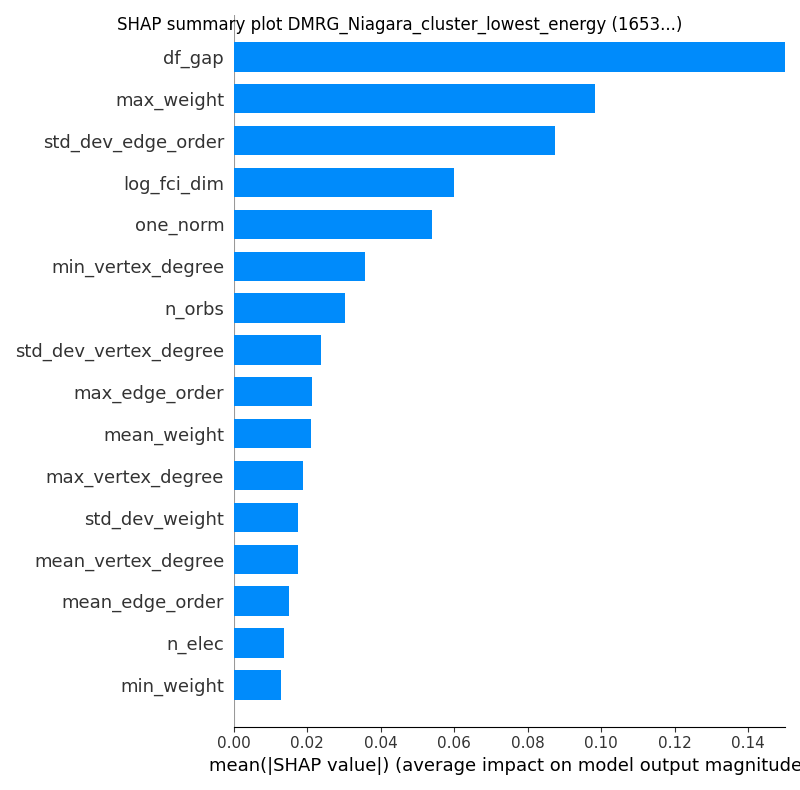 SHAP summary plot DMRG_Niagara_cluster_lowest_energy (1653...)
df_gap
max_weight
std_dev_edge_order
log_fci_dim
one_norm
min_vertex_degree
n_orbs
std_dev_vertex_degree
max_edge_order
mean_weight
max_vertex_degree
std_dev_weight
mean_vertex_degree
mean_edge_order
n_elec
min_weight
0.00 0.02 0.04 0.06 0.08 0.10 0.12 0.14
mean(|SHAP value|) (average impact on model output magnitude